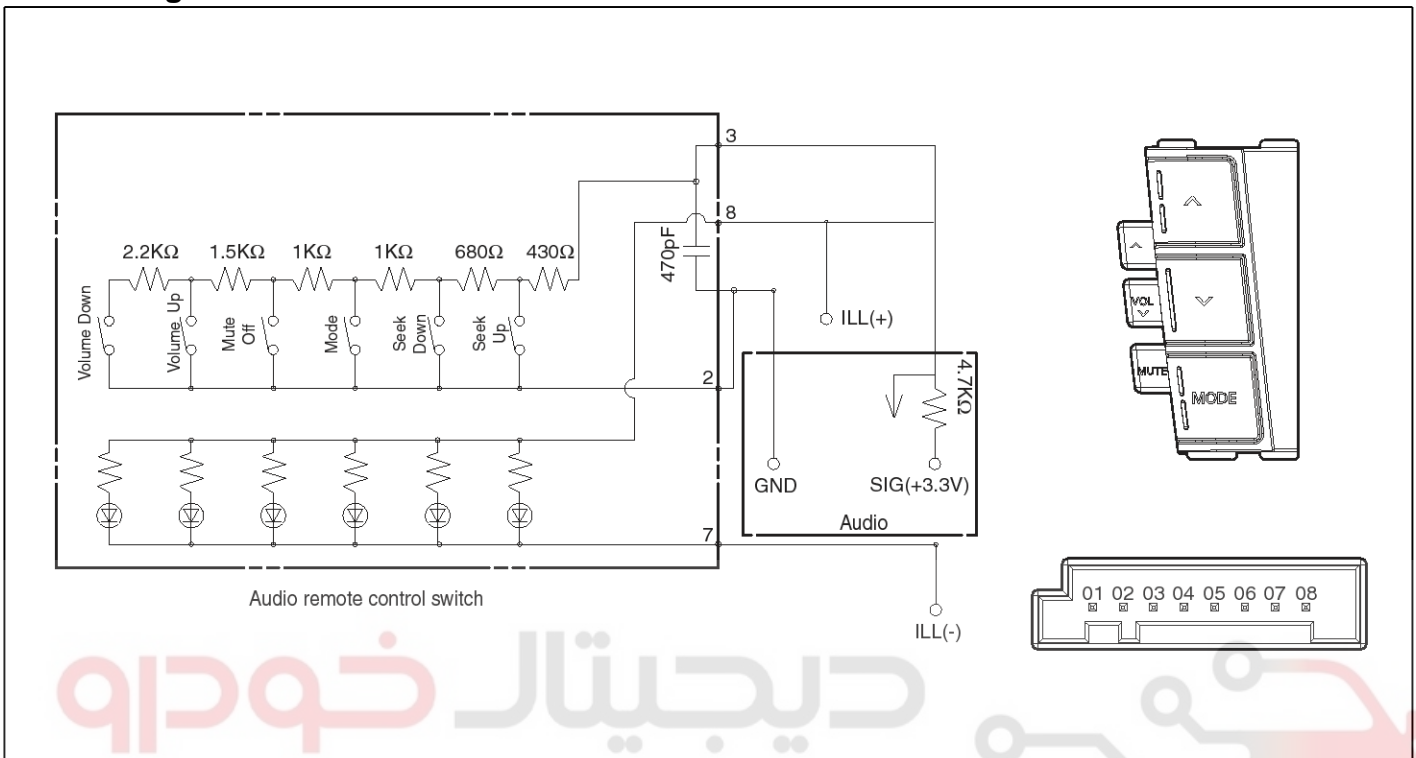 3
8
2.2KΩ 1.5KΩ 1KΩ 1KΩ 680Ω 430Ω
470pF
Volume Down
Volume Up
Mute
Off
Mode
Seek
Down
Seek
Up
ILL(+)
2
4.7KΩ
GND
SIG(+3.3V)
Audio
7
Audio remote control switch
ILL(-)
VOL
MUTE
MODE
01 02 03 04 05 06 07 08
دیجیتال خودرو